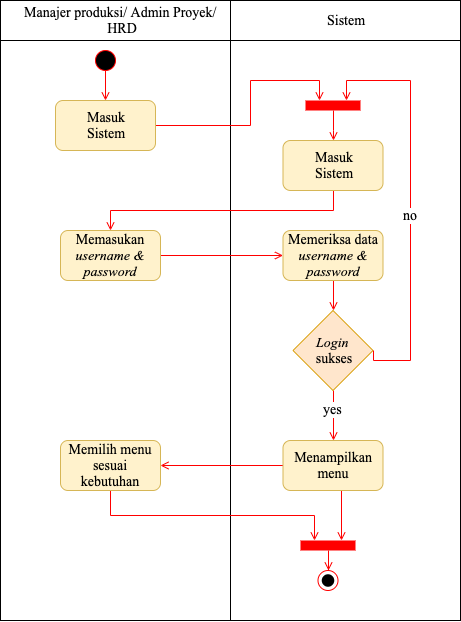 Manajer produksi/ Admin Proyek/
HRD
Sistem
Masuk
Sistem
Masuk
Sistem
no
Memasukan
username &
password
Memeriksa data
username &
password
Login
sukses
yes
Memilih menu
sesuai
kebutuhan
Menampilkan
menu